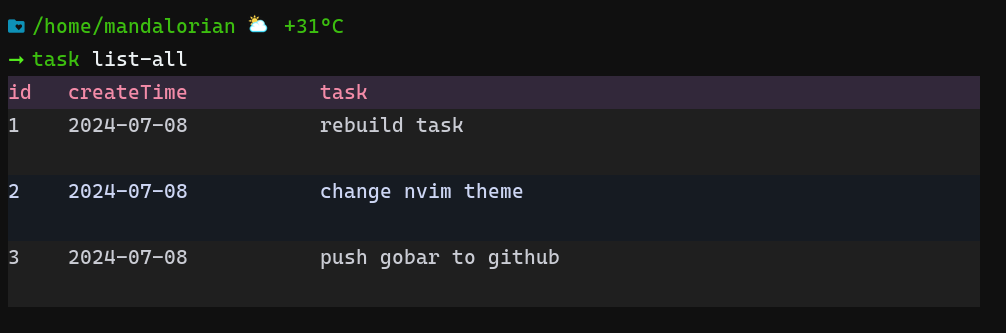 /home/mandalorian ⛅ +31°C
→ task list-all
id createTime task
1 2024-07-08 rebuild task
2 2024-07-08 change nvim theme
3 2024-07-08 push gobar to github